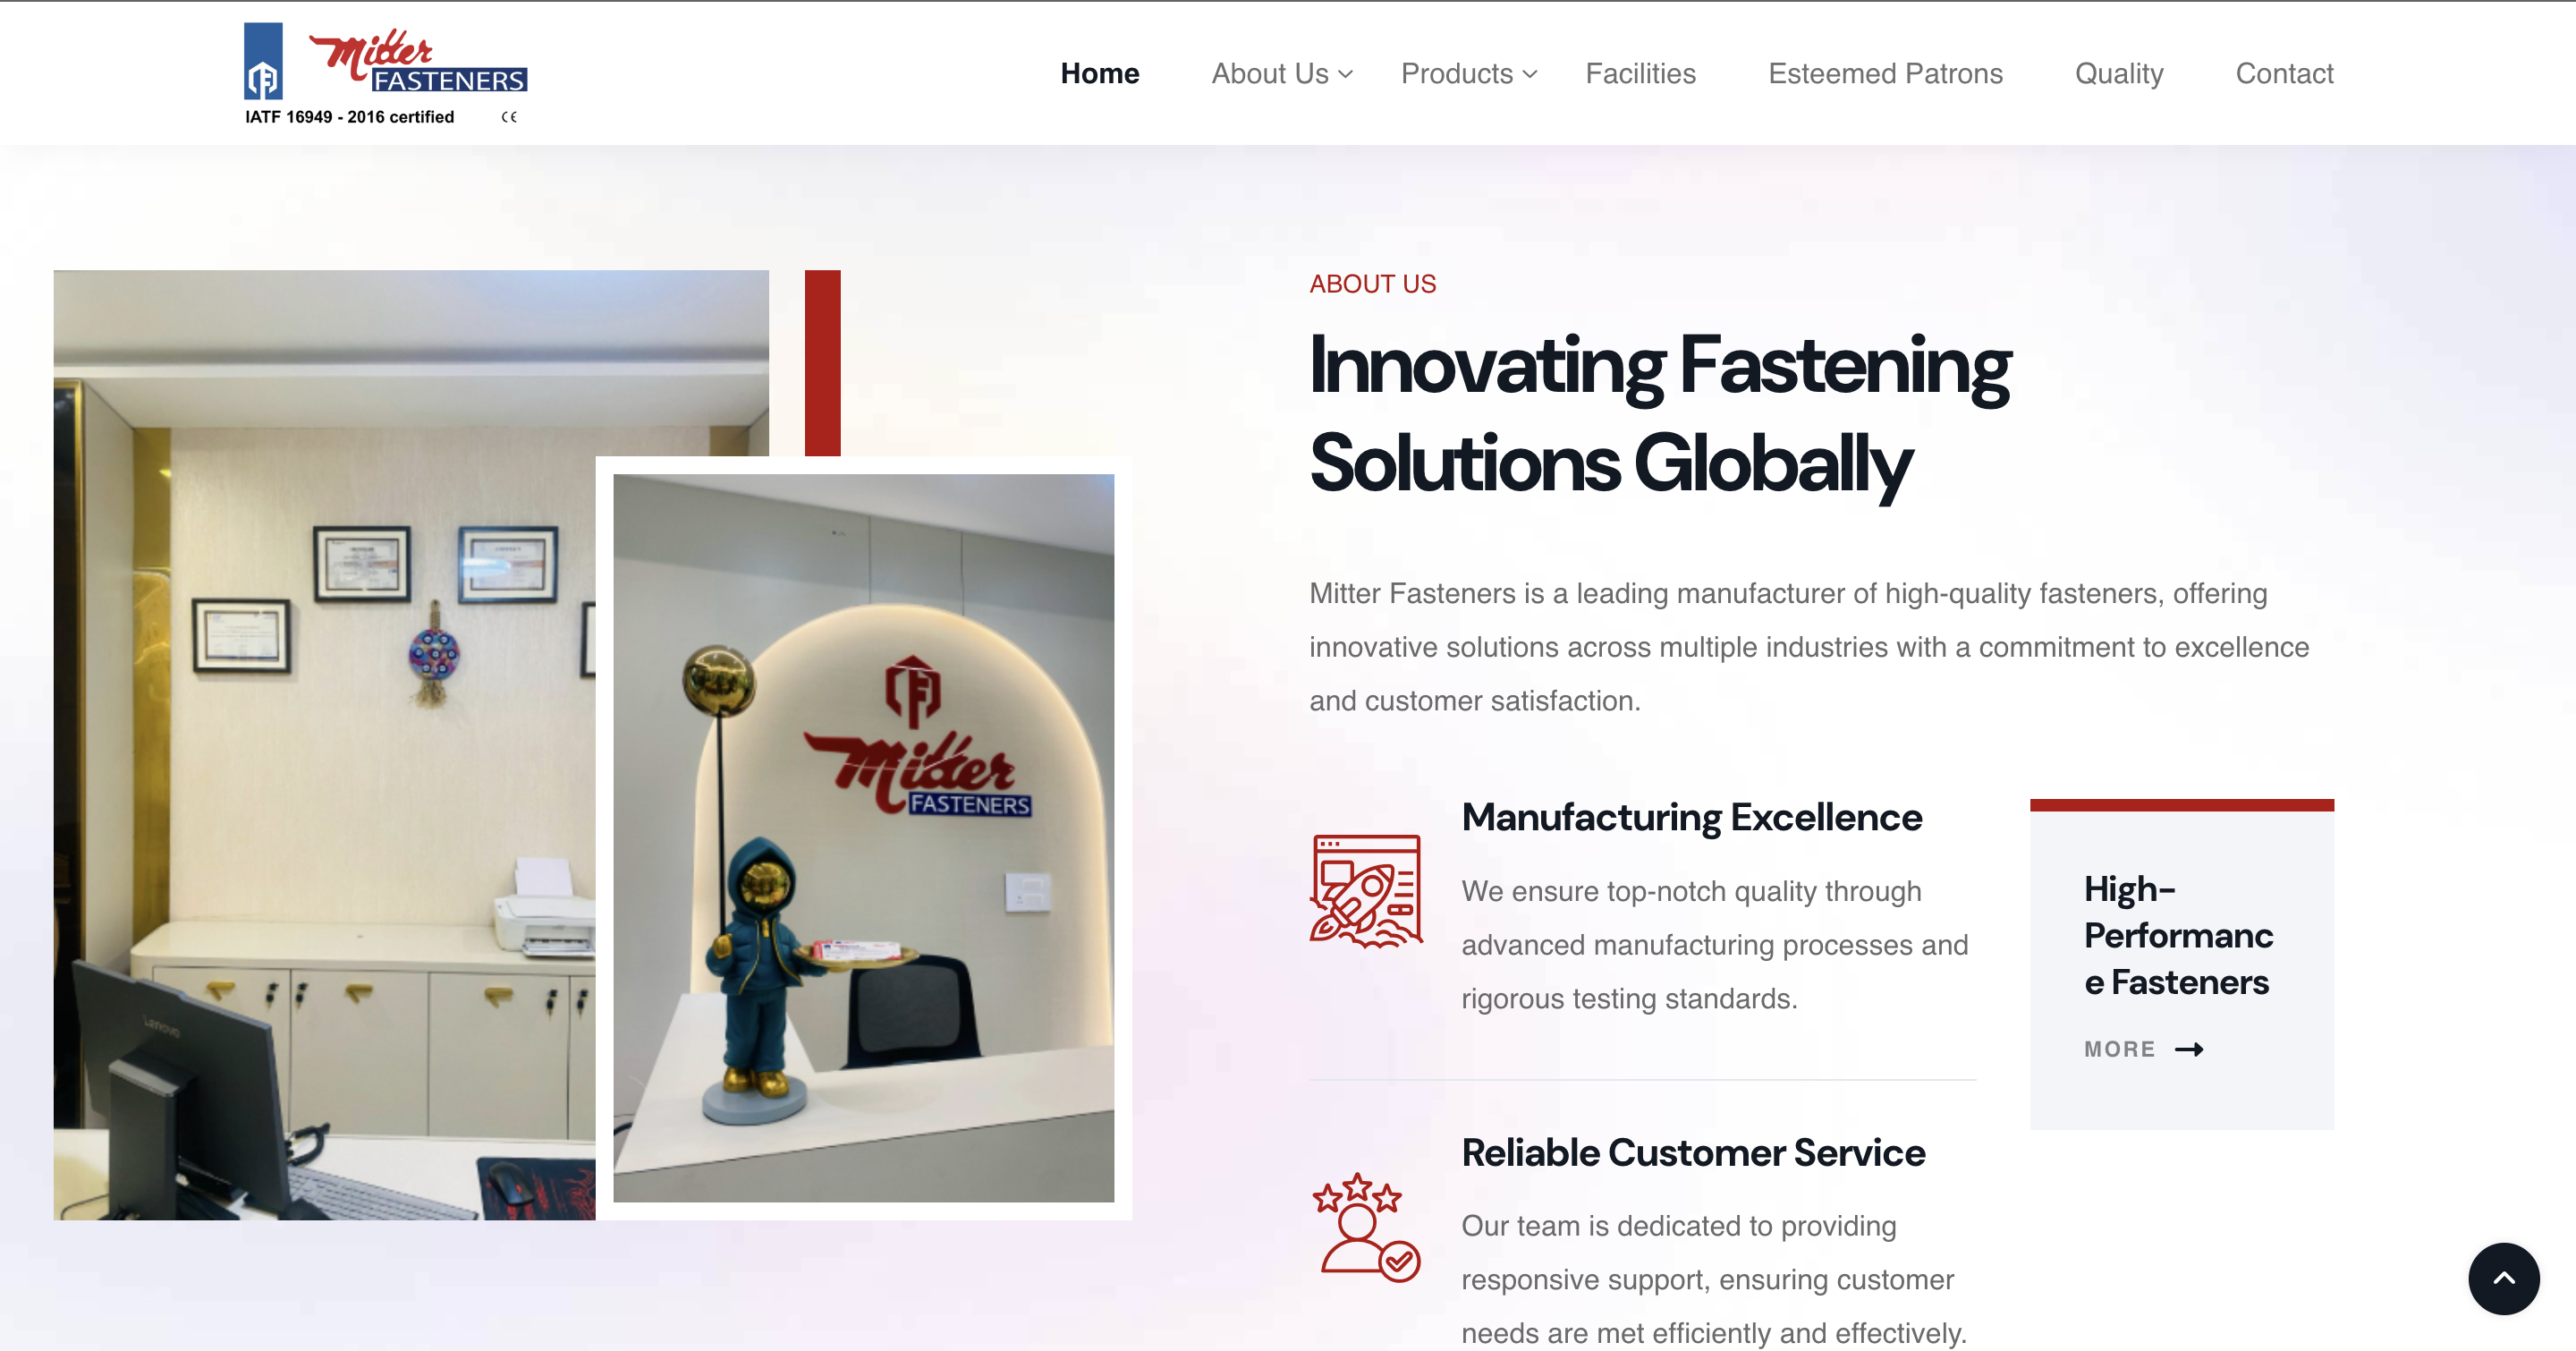 Mitter
FASTENERS
IATF 16949 - 2016 certified CE
Home About Us Products Facilities Esteemed Patrons Quality Contact
Lenovo
Mitter
FASTENERS
ABOUT US
Innovating Fastening
Solutions Globally
Mitter Fasteners is a leading manufacturer of high-quality fasteners, offering
innovative solutions across multiple industries with a commitment to excellence
and customer satisfaction.
Manufacturing Excellence
We ensure top-notch quality through
advanced manufacturing processes and
rigorous testing standards.
High-
Performanc
e Fasteners
MORE
Reliable Customer Service
Our team is dedicated to providing
responsive support, ensuring customer
needs are met efficiently and effectively.